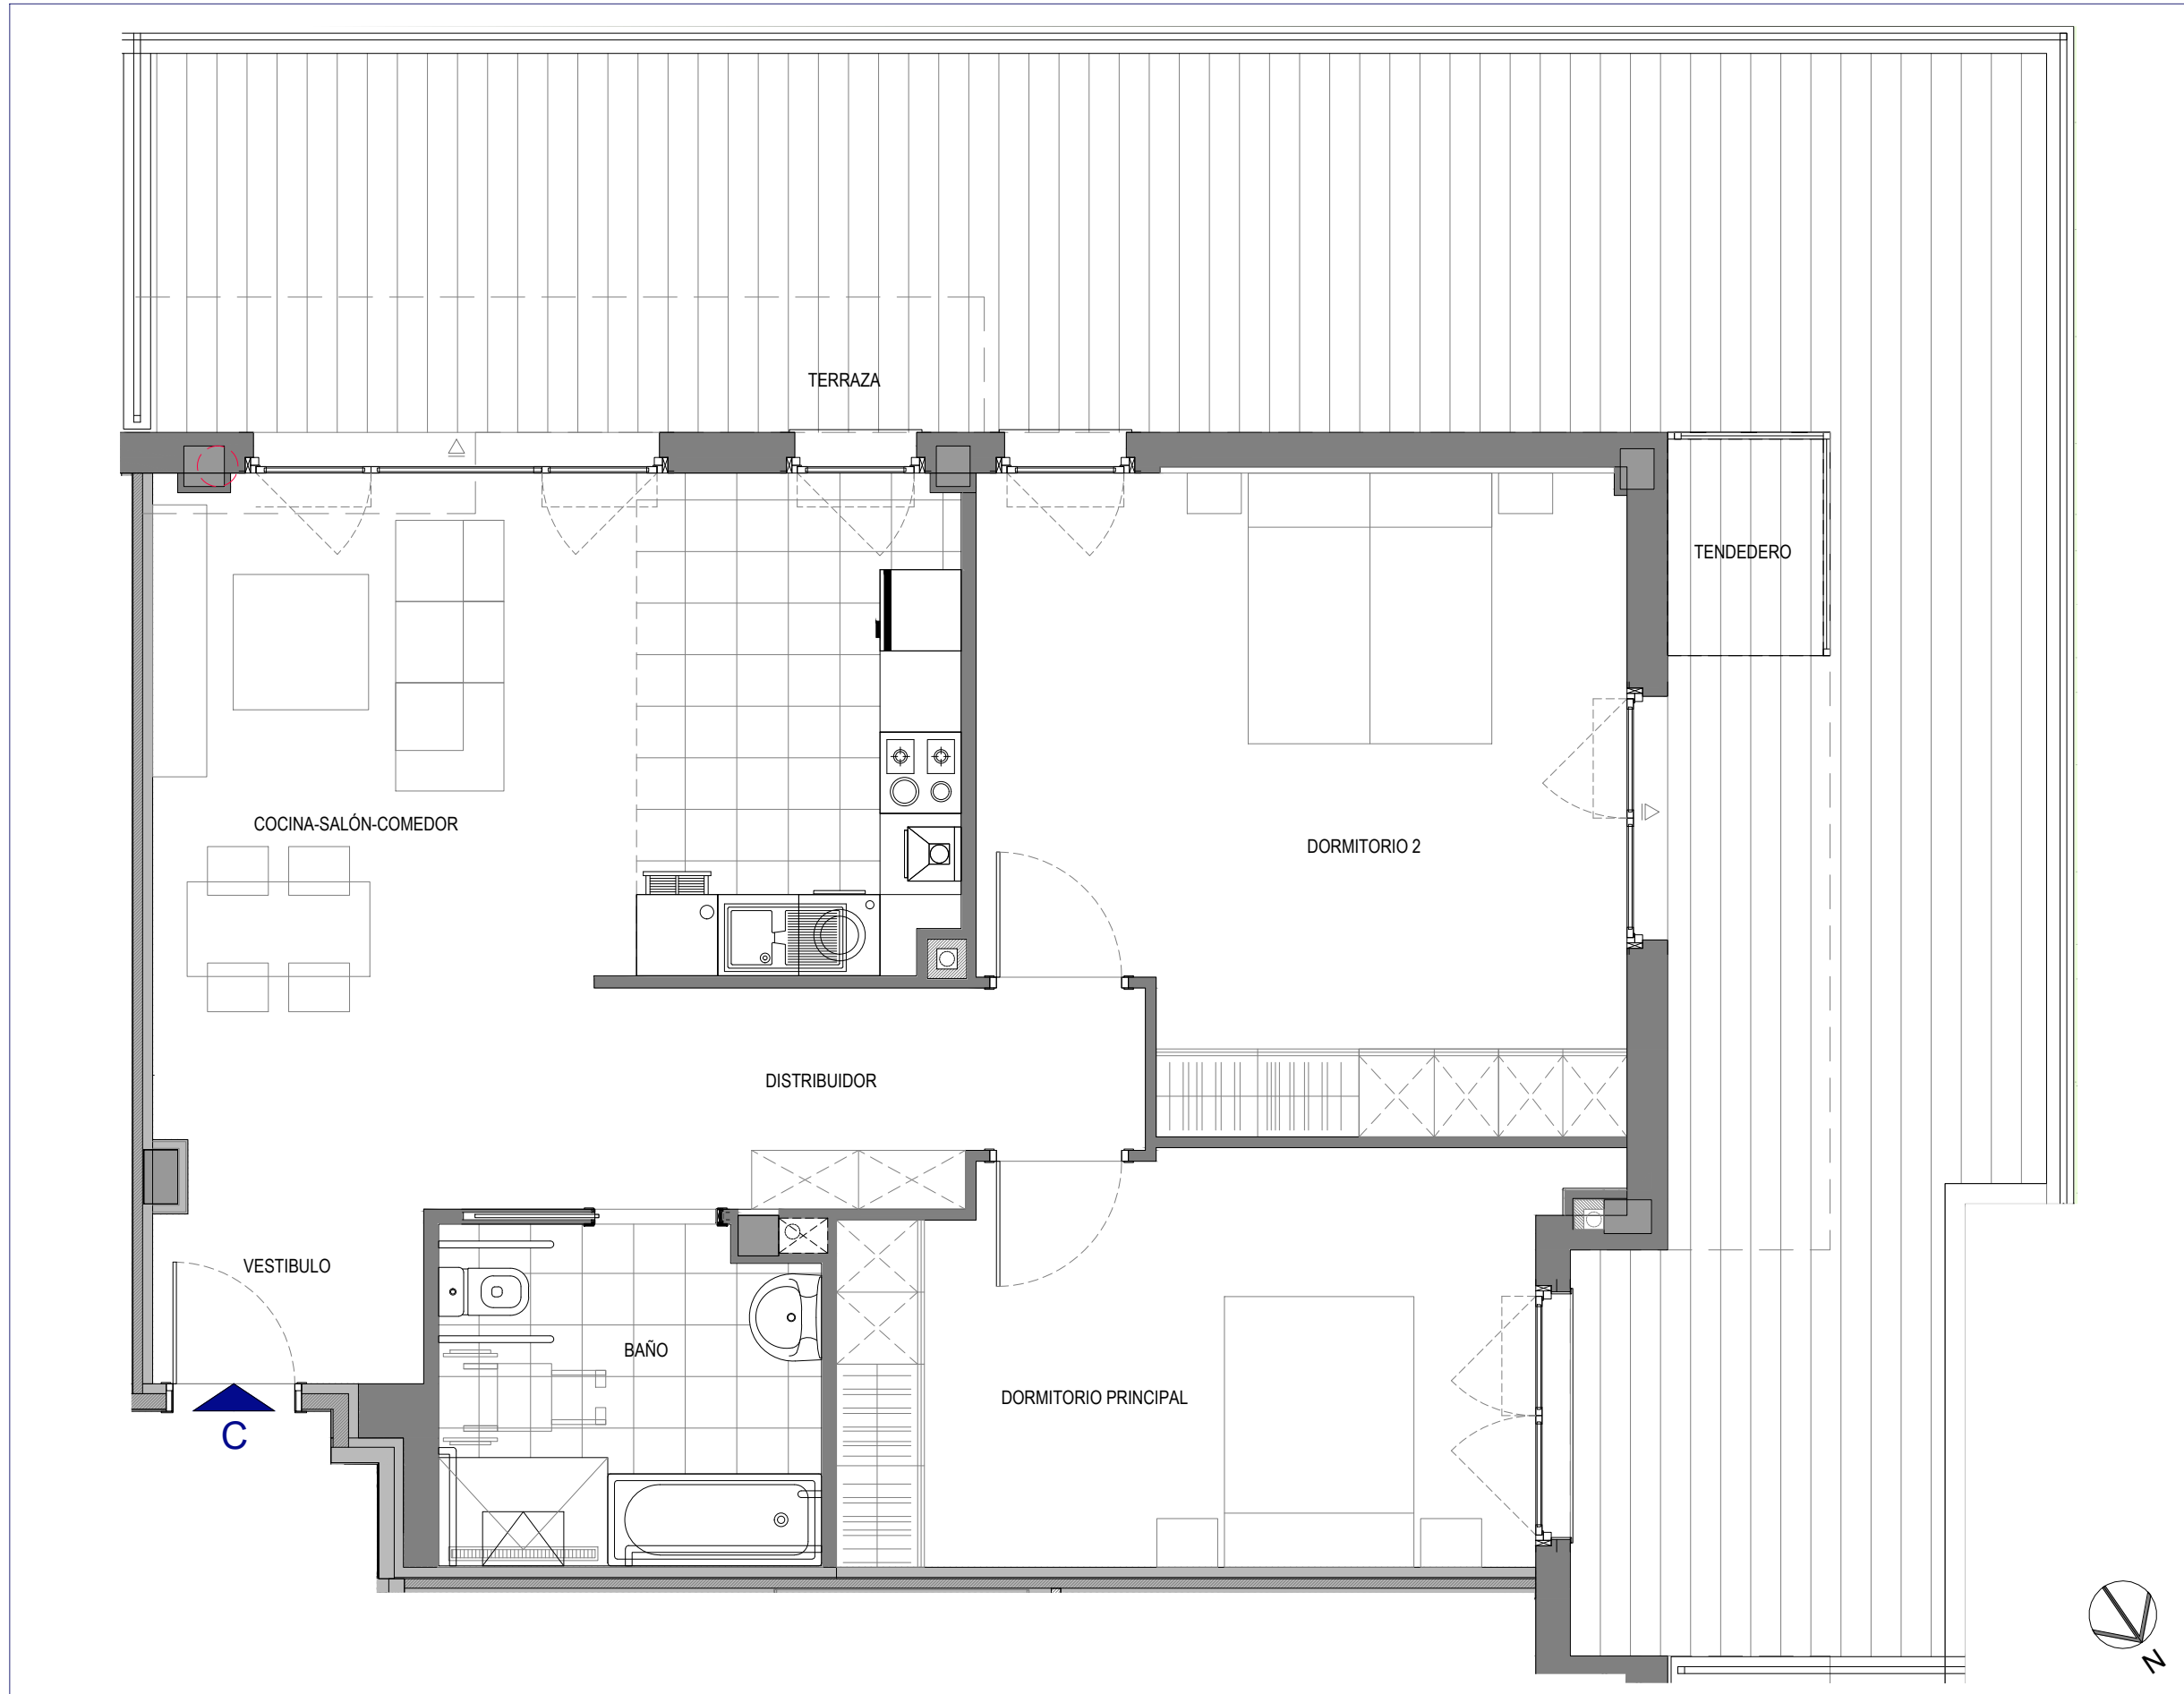 TERRAZA
TENDEDERO
COCINA-SALÓN-COMEDOR
DORMITORIO 2
DISTRIBUIDOR
VESTIBULO
BAÑO
DORMITORIO PRINCIPAL
C
N